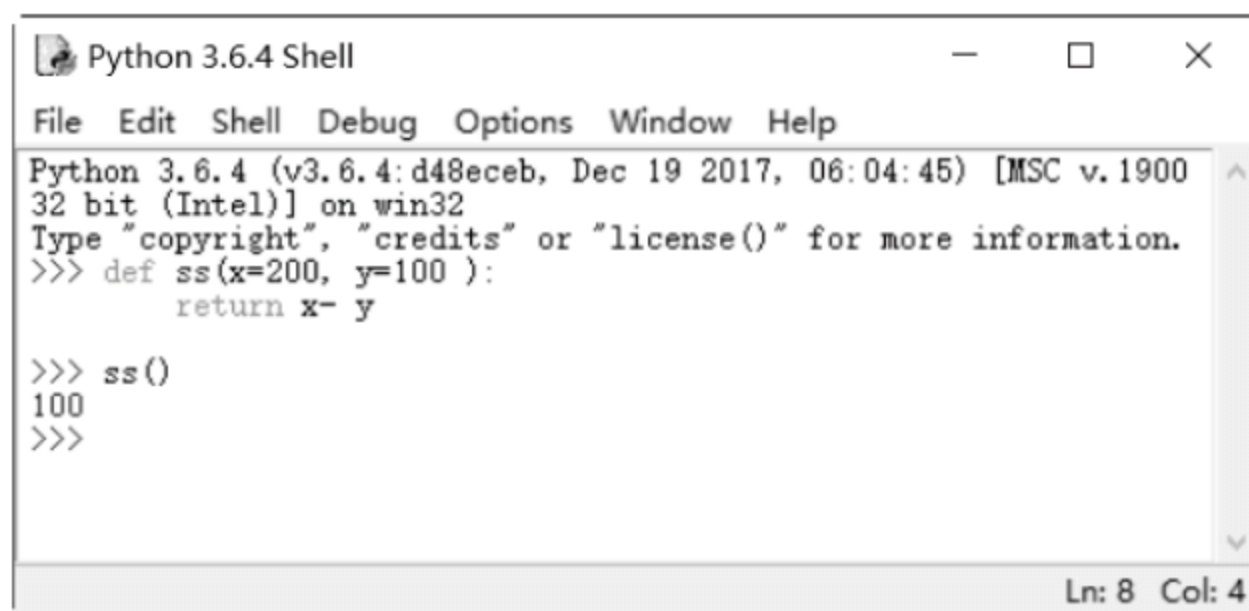 Python 3.6.4 Shell
File Edit Shell Debug Options Window Help
Python 3.6.4 (v3.6.4:d48eceb, Dec 19 2017, 06:04:45) [MSC v.1900
32 bit (Intel)] on win32
Type "copyright", "credits" or "license()" for more information.
>>> def ss(x=200, y=100 ):
        return x- y
>>> ss()
100
>>>
Ln: 8 Col: 4